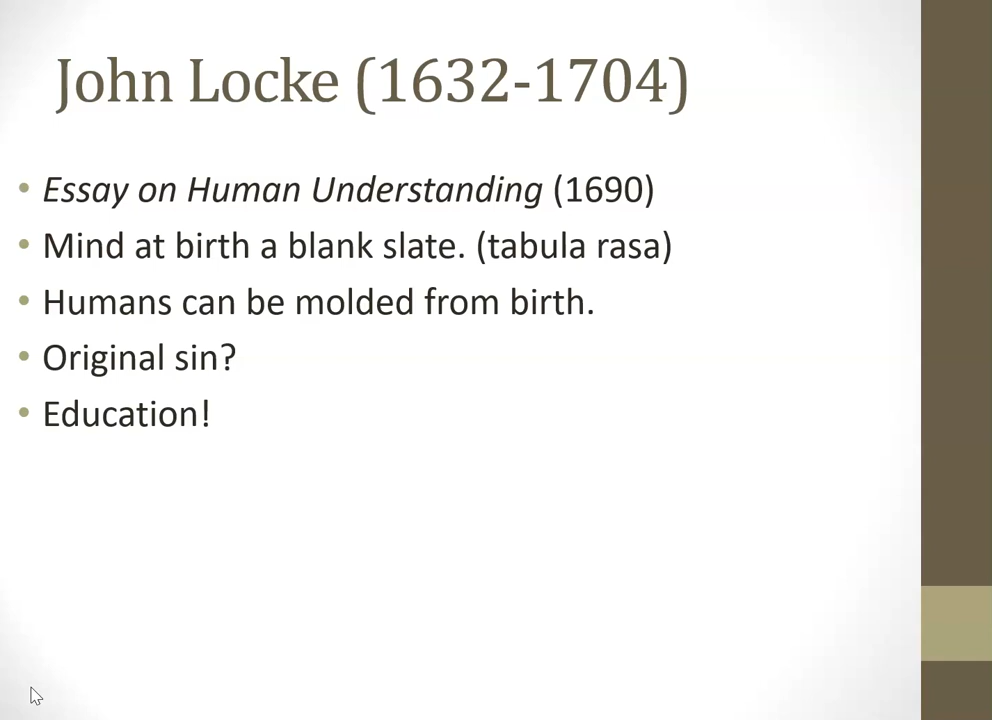 John Locke (1632-1704)
• Essay on Human Understanding (1690)
• Mind at birth a blank slate. (tabula rasa)
• Humans can be molded from birth.
• Original sin?
• Education!